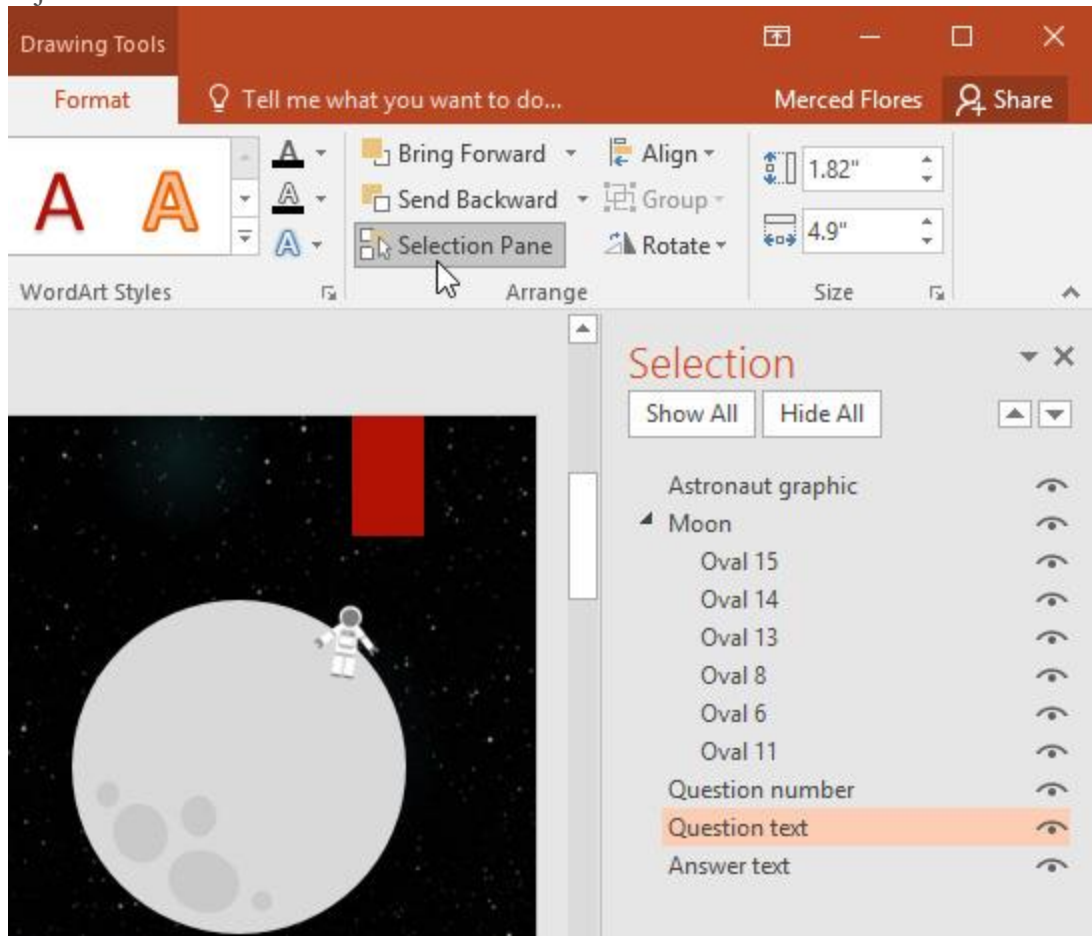 Drawing Tools
Format
Tell me what you want to do...
Merced Flores
Share
A A
A
A
A
Bring Forward
Send Backward
Selection Pane
Align
Group
Rotate
1.82"
4.9"
WordArt Styles
Arrange
Size
Selection
Show All
Hide All
Astronaut graphic
Moon
Oval 15
Oval 14
Oval 13
Oval 8
Oval 6
Oval 11
Question number
Question text
Answer text